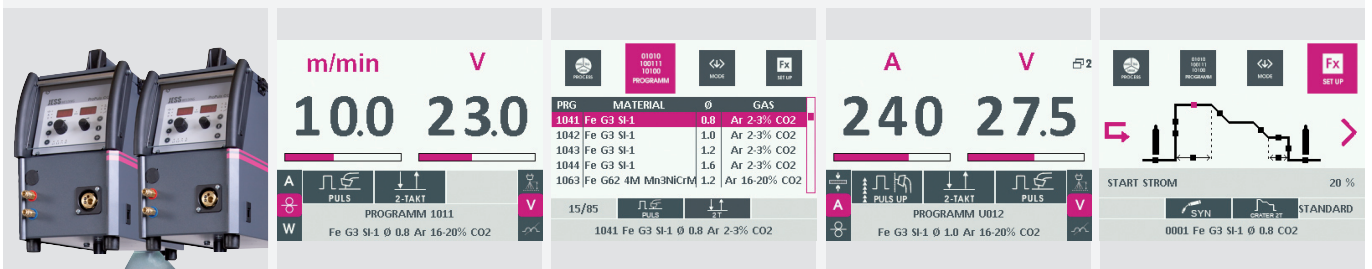 JESS
JESS
m/min V
10.0 23.0
A
W
PULS
2-TAKT
V
PROGRAMM 1011
Fe G3 SI-1 Ø 0.8 Ar 16-20% CO2
01010
100111
10100
PROCESS PROGRAMM MODE
Fx
SET UP
PRG MATERIAL Ø GAS
1041 Fe G3 SI-1 0.8 Ar 2-3% CO2
1042 Fe G3 SI-1 1.0 Ar 2-3% CO2
1043 Fe G3 SI-1 1.2 Ar 2-3% CO2
1044 Fe G3 SI-1 1.6 Ar 2-3% CO2
1063 Fe G62 4M Mn3NiCrM 1.2 Ar 16-20% CO2
15/85 PULS 2T
1041 Fe G3 SI-1 Ø 0.8 Ar 2-3% CO2
A V 2
240 27.5
PULS UP 2-TAKT PULS
A V
PROGRAMM U012
Fe G3 SI-1 Ø 1.0 Ar 16-20% CO2
01010
100111
10100
PROCESS PROGRAMM MODE
Fx
SET UP
START STROM 20 %
SYN CRATER 2T STANDARD
0001 Fe G3 SI-1 Ø 0.8 CO2